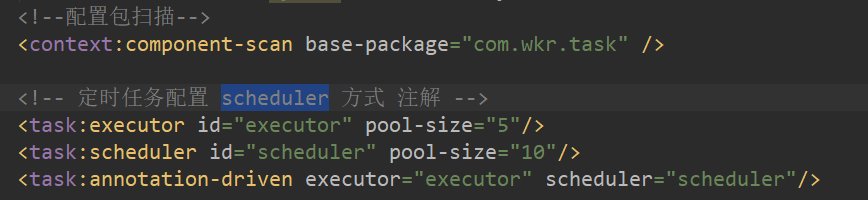 <!--配置包扫描-->
<context:component-scan base-package="com.wkr.task" />
<!-- 定时任务配置 scheduler 方式 注解 -->
<task:executor id="executor" pool-size="5"/>
<task:scheduler id="scheduler" pool-size="10"/>
<task:annotation-driven executor="executor" scheduler="scheduler"/>